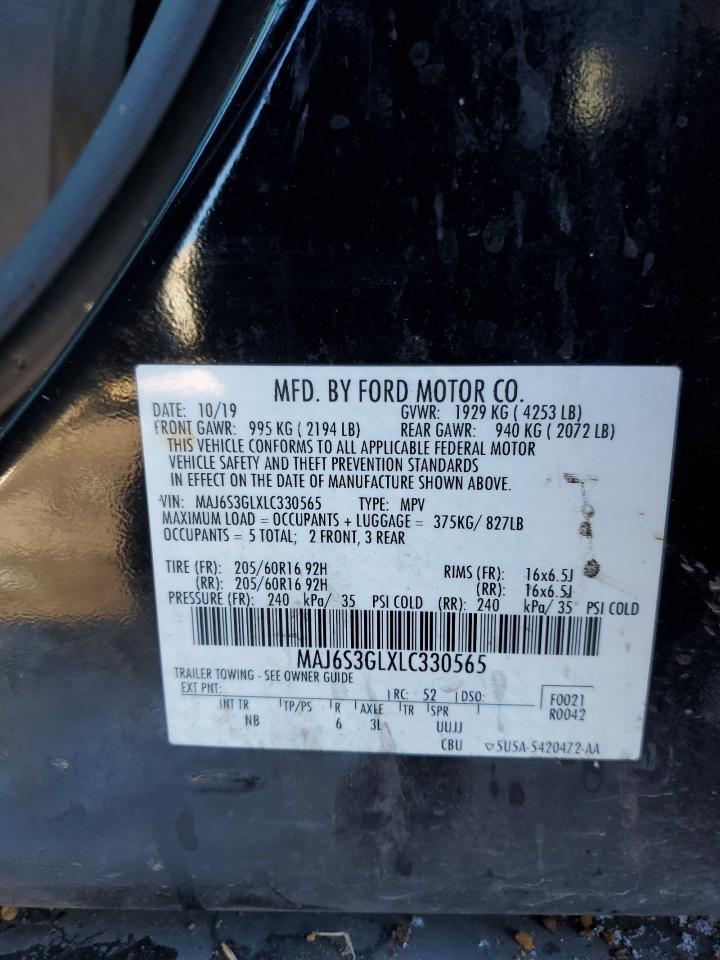 MFD. BY FORD MOTOR CO.
DATE: 10/19 GVWR: 1929 KG ( 4253 LB)
FRONT GAWR: 995 KG ( 2194 LB) REAR GAWR: 940 KG ( 2072 LB)
THIS VEHICLE CONFORMS TO ALL APPLICABLE FEDERAL MOTOR
VEHICLE SAFETY AND THEFT PREVENTION STANDARDS
IN EFFECT ON THE DATE OF MANUFACTURE SHOWN ABOVE.
VIN: MAJ6S3GLXLC330565 TYPE: MPV
MAXIMUM LOAD = OCCUPANTS + LUGGAGE = 375KG/ 827LB
OCCUPANTS = 5 TOTAL; 2 FRONT, 3 REAR
TIRE (FR): 205/60R16 92H RIMS (FR): 16x6.5J
(RR): 205/60R16 92H (RR): 16x6.5J
PRESSURE (FR): 240 kPa/ 35 PSI COLD (RR): 240 kPa/ 35 PSI COLD
MAJ6S3GLXLC330565
TRAILER TOWING - SEE OWNER GUIDE
EXT PNT: RC: 52 DSO: F0021
INT TR TP/PS R AXLE TR SPR R0042
NB 6 3L UUJJ
CBU 5U5A-5420472-AA